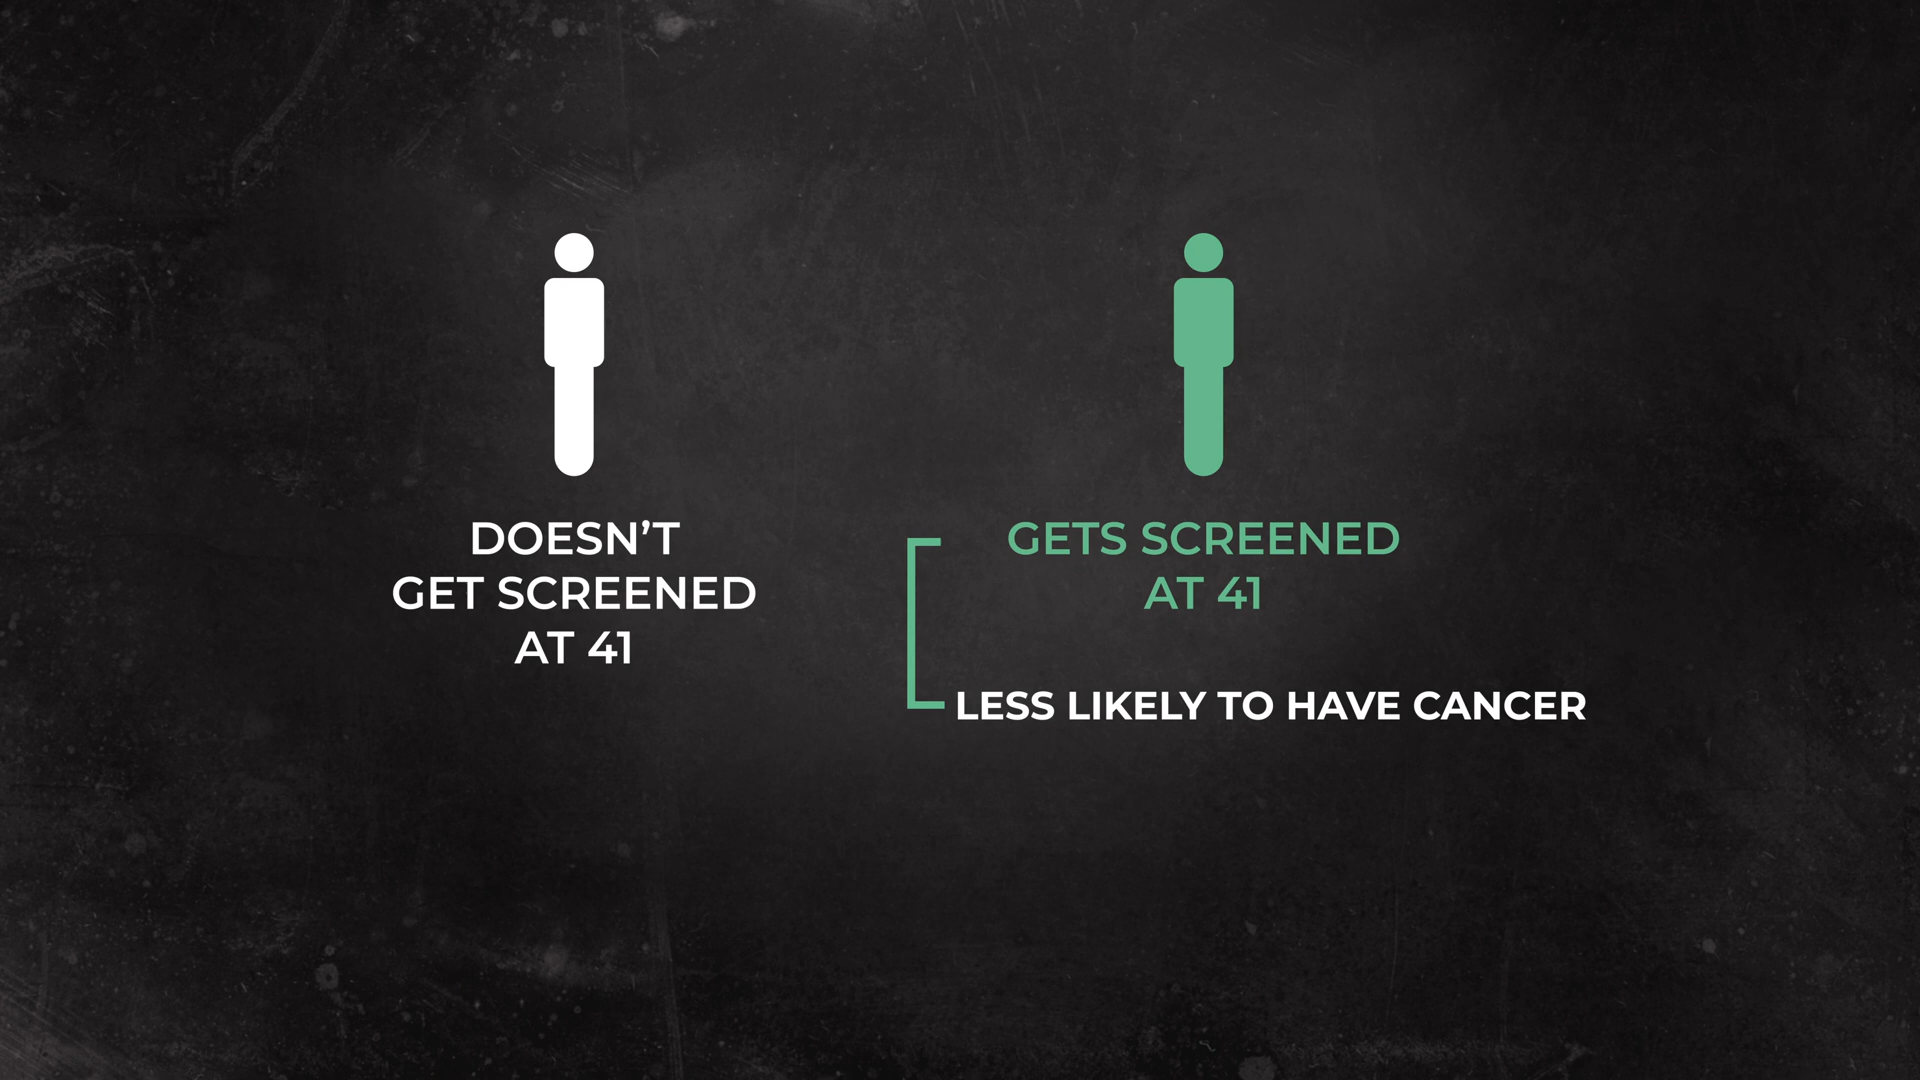 DOESN’T
GET SCREENED
AT 41
GETS SCREENED
AT 41
LESS LIKELY TO HAVE CANCER